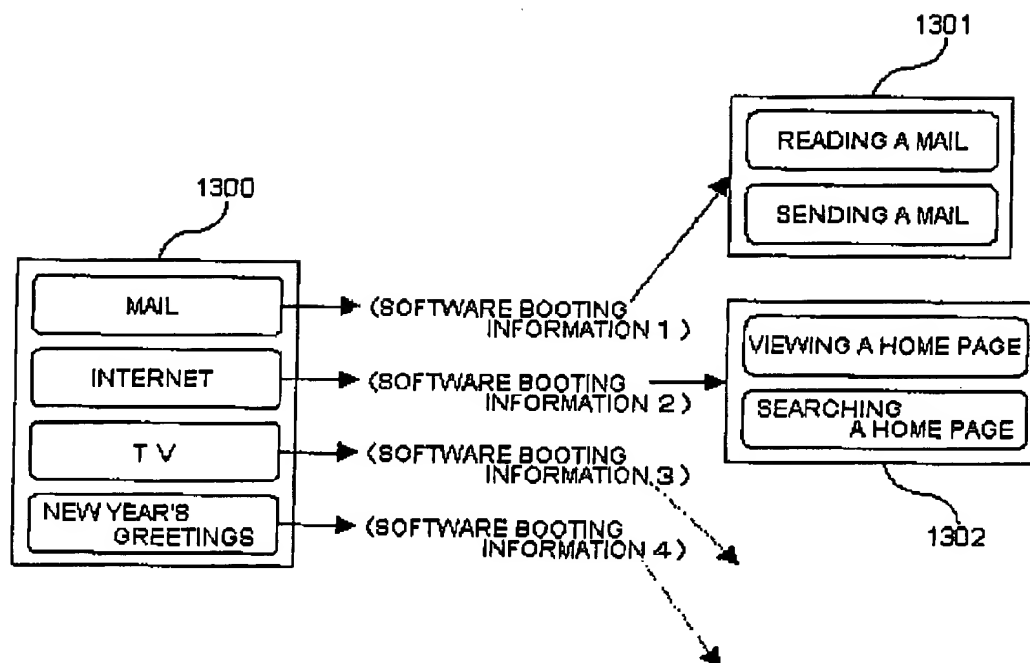 1301
READING A MAIL
SENDING A MAIL
1300
MAIL
INTERNET
TV
NEW YEAR'S
GREETINGS
(SOFTWARE BOOTING
INFORMATION 1)
(SOFTWARE BOOTING
INFORMATION 2)
(SOFTWARE BOOTING
INFORMATION 3)
(SOFTWARE BOOTING
INFORMATION 4)
VIEWING A HOME PAGE
SEARCHING
A HOME PAGE
1302